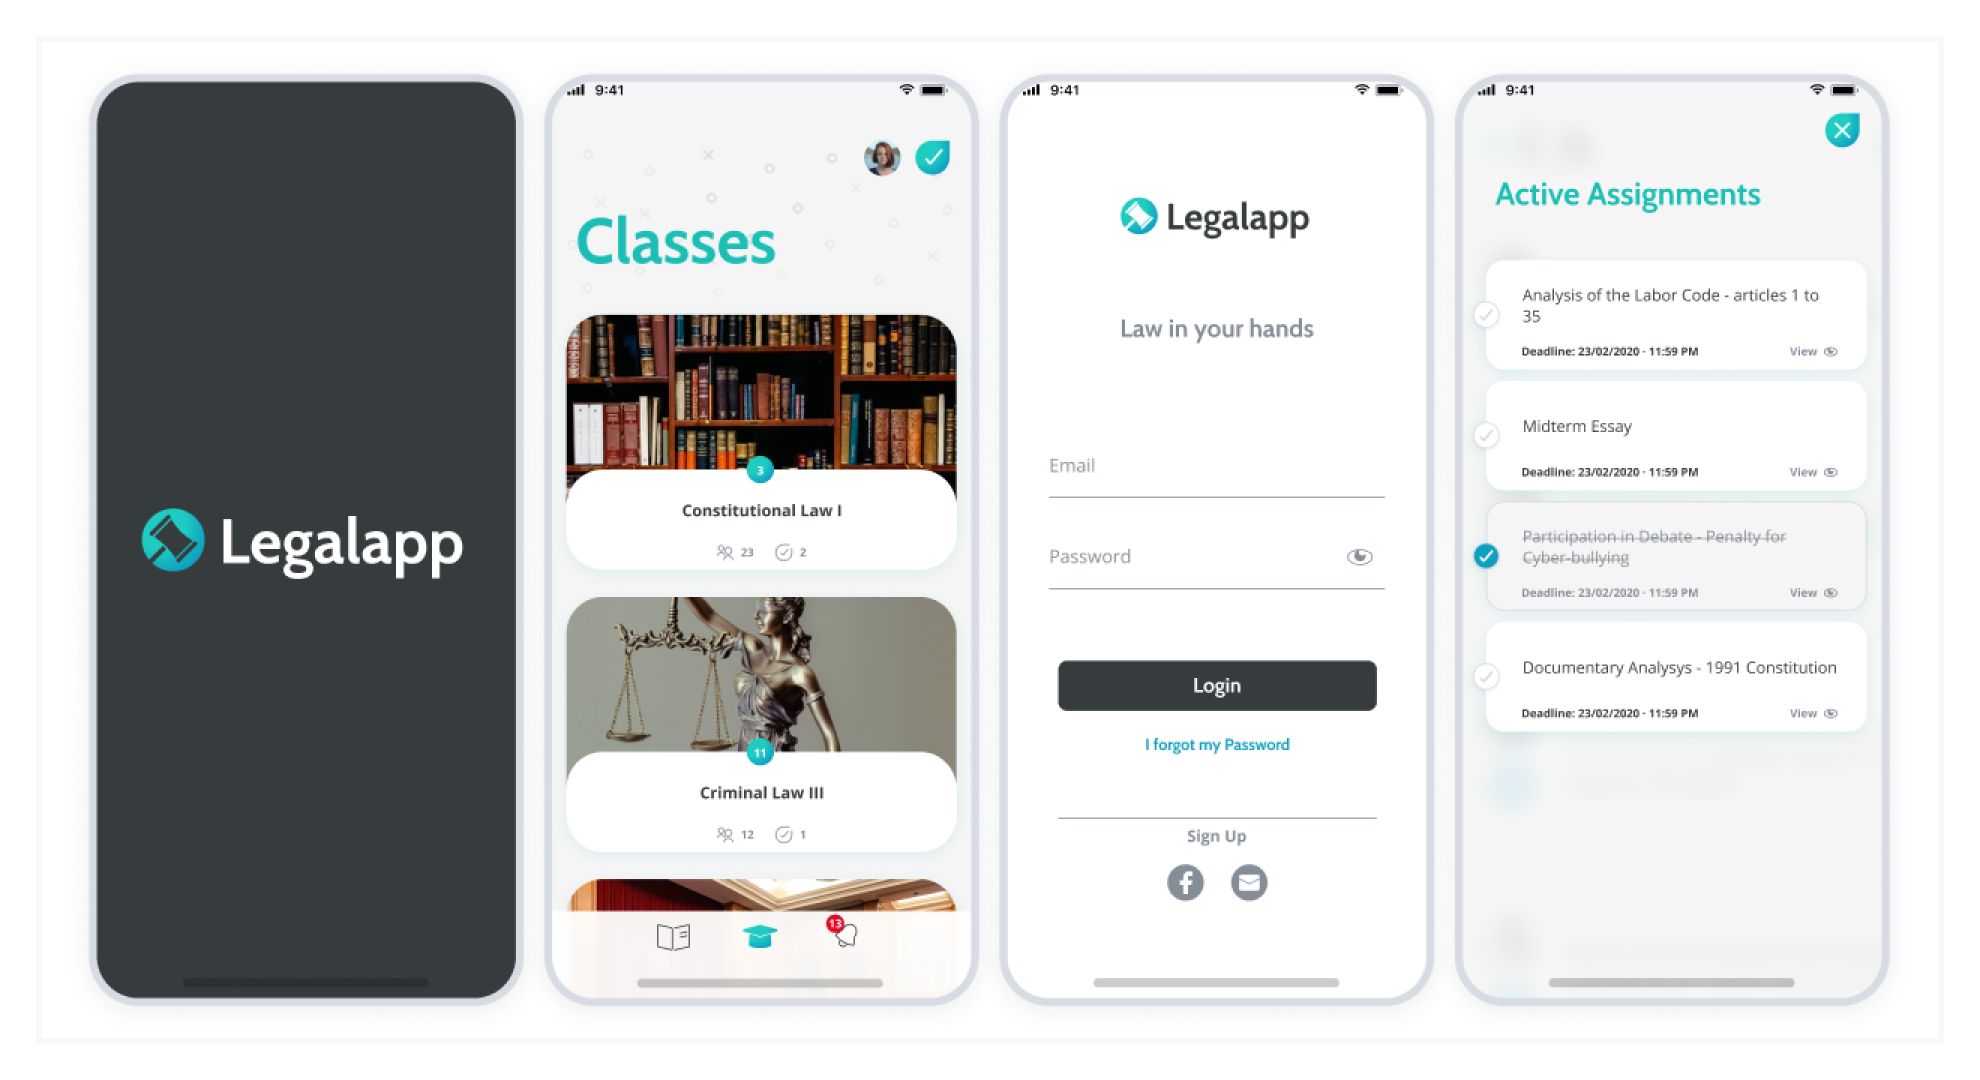 Legalapp
9:41
Classes
3
Constitutional Law I
23 2
11
Criminal Law III
12 1
13
9:41
Legalapp
Law in your hands
Email
Password
Login
I forgot my Password
Sign Up
9:41
Active Assignments
Analysis of the Labor Code - articles 1 to
35
Deadline: 23/02/2020 - 11:59 PM View
Midterm Essay
Deadline: 23/02/2020 - 11:59 PM View
Participation in Debate - Penalty for
Cyber-bullying
Deadline: 23/02/2020 - 11:59 PM View
Documentary Analysys - 1991 Constitution
Deadline: 23/02/2020 - 11:59 PM View